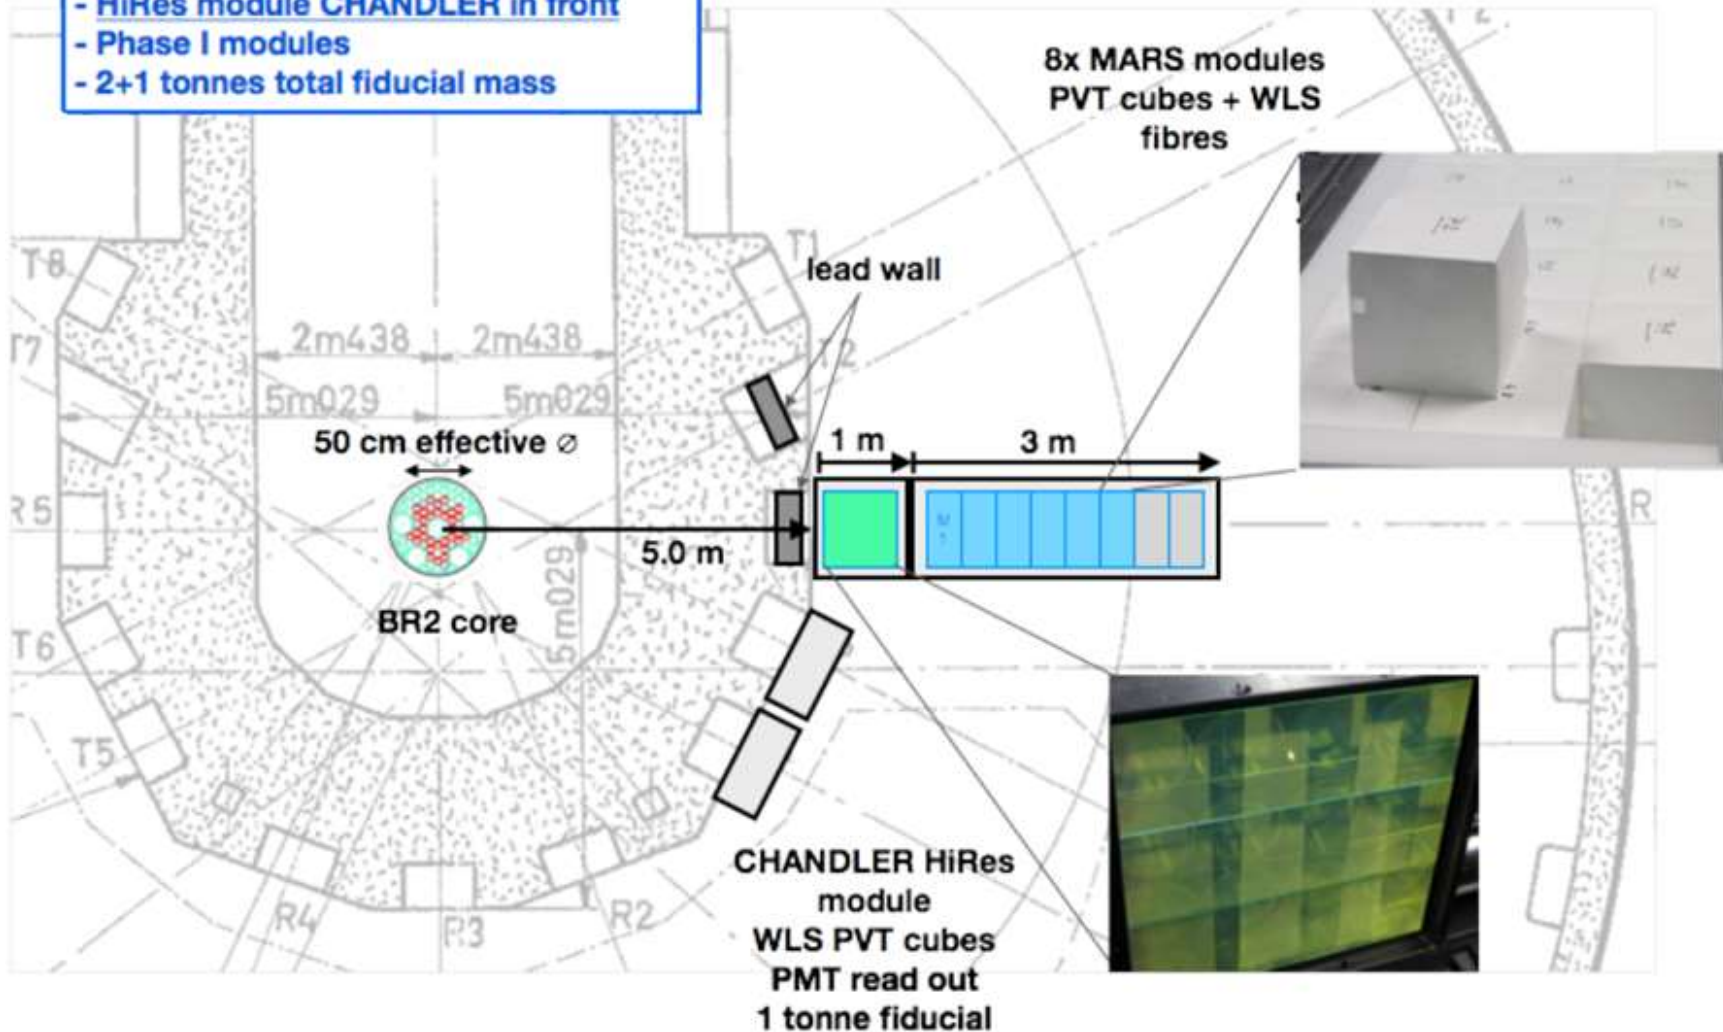 - HiRes module CHANDLER in front
- Phase I modules
- 2+1 tonnes total fiducial mass
8x MARS modules
PVT cubes + WLS
fibres
T8
T1
lead wall
T7
2m438
2m438
T2
5m029
5m029
50 cm effective ⌀
1 m
3 m
R5
R
5.0 m
5m029
BR2 core
T6
T5
CHANDLER HiRes
module
WLS PVT cubes
PMT read out
1 tonne fiducial
R4
R3
R2